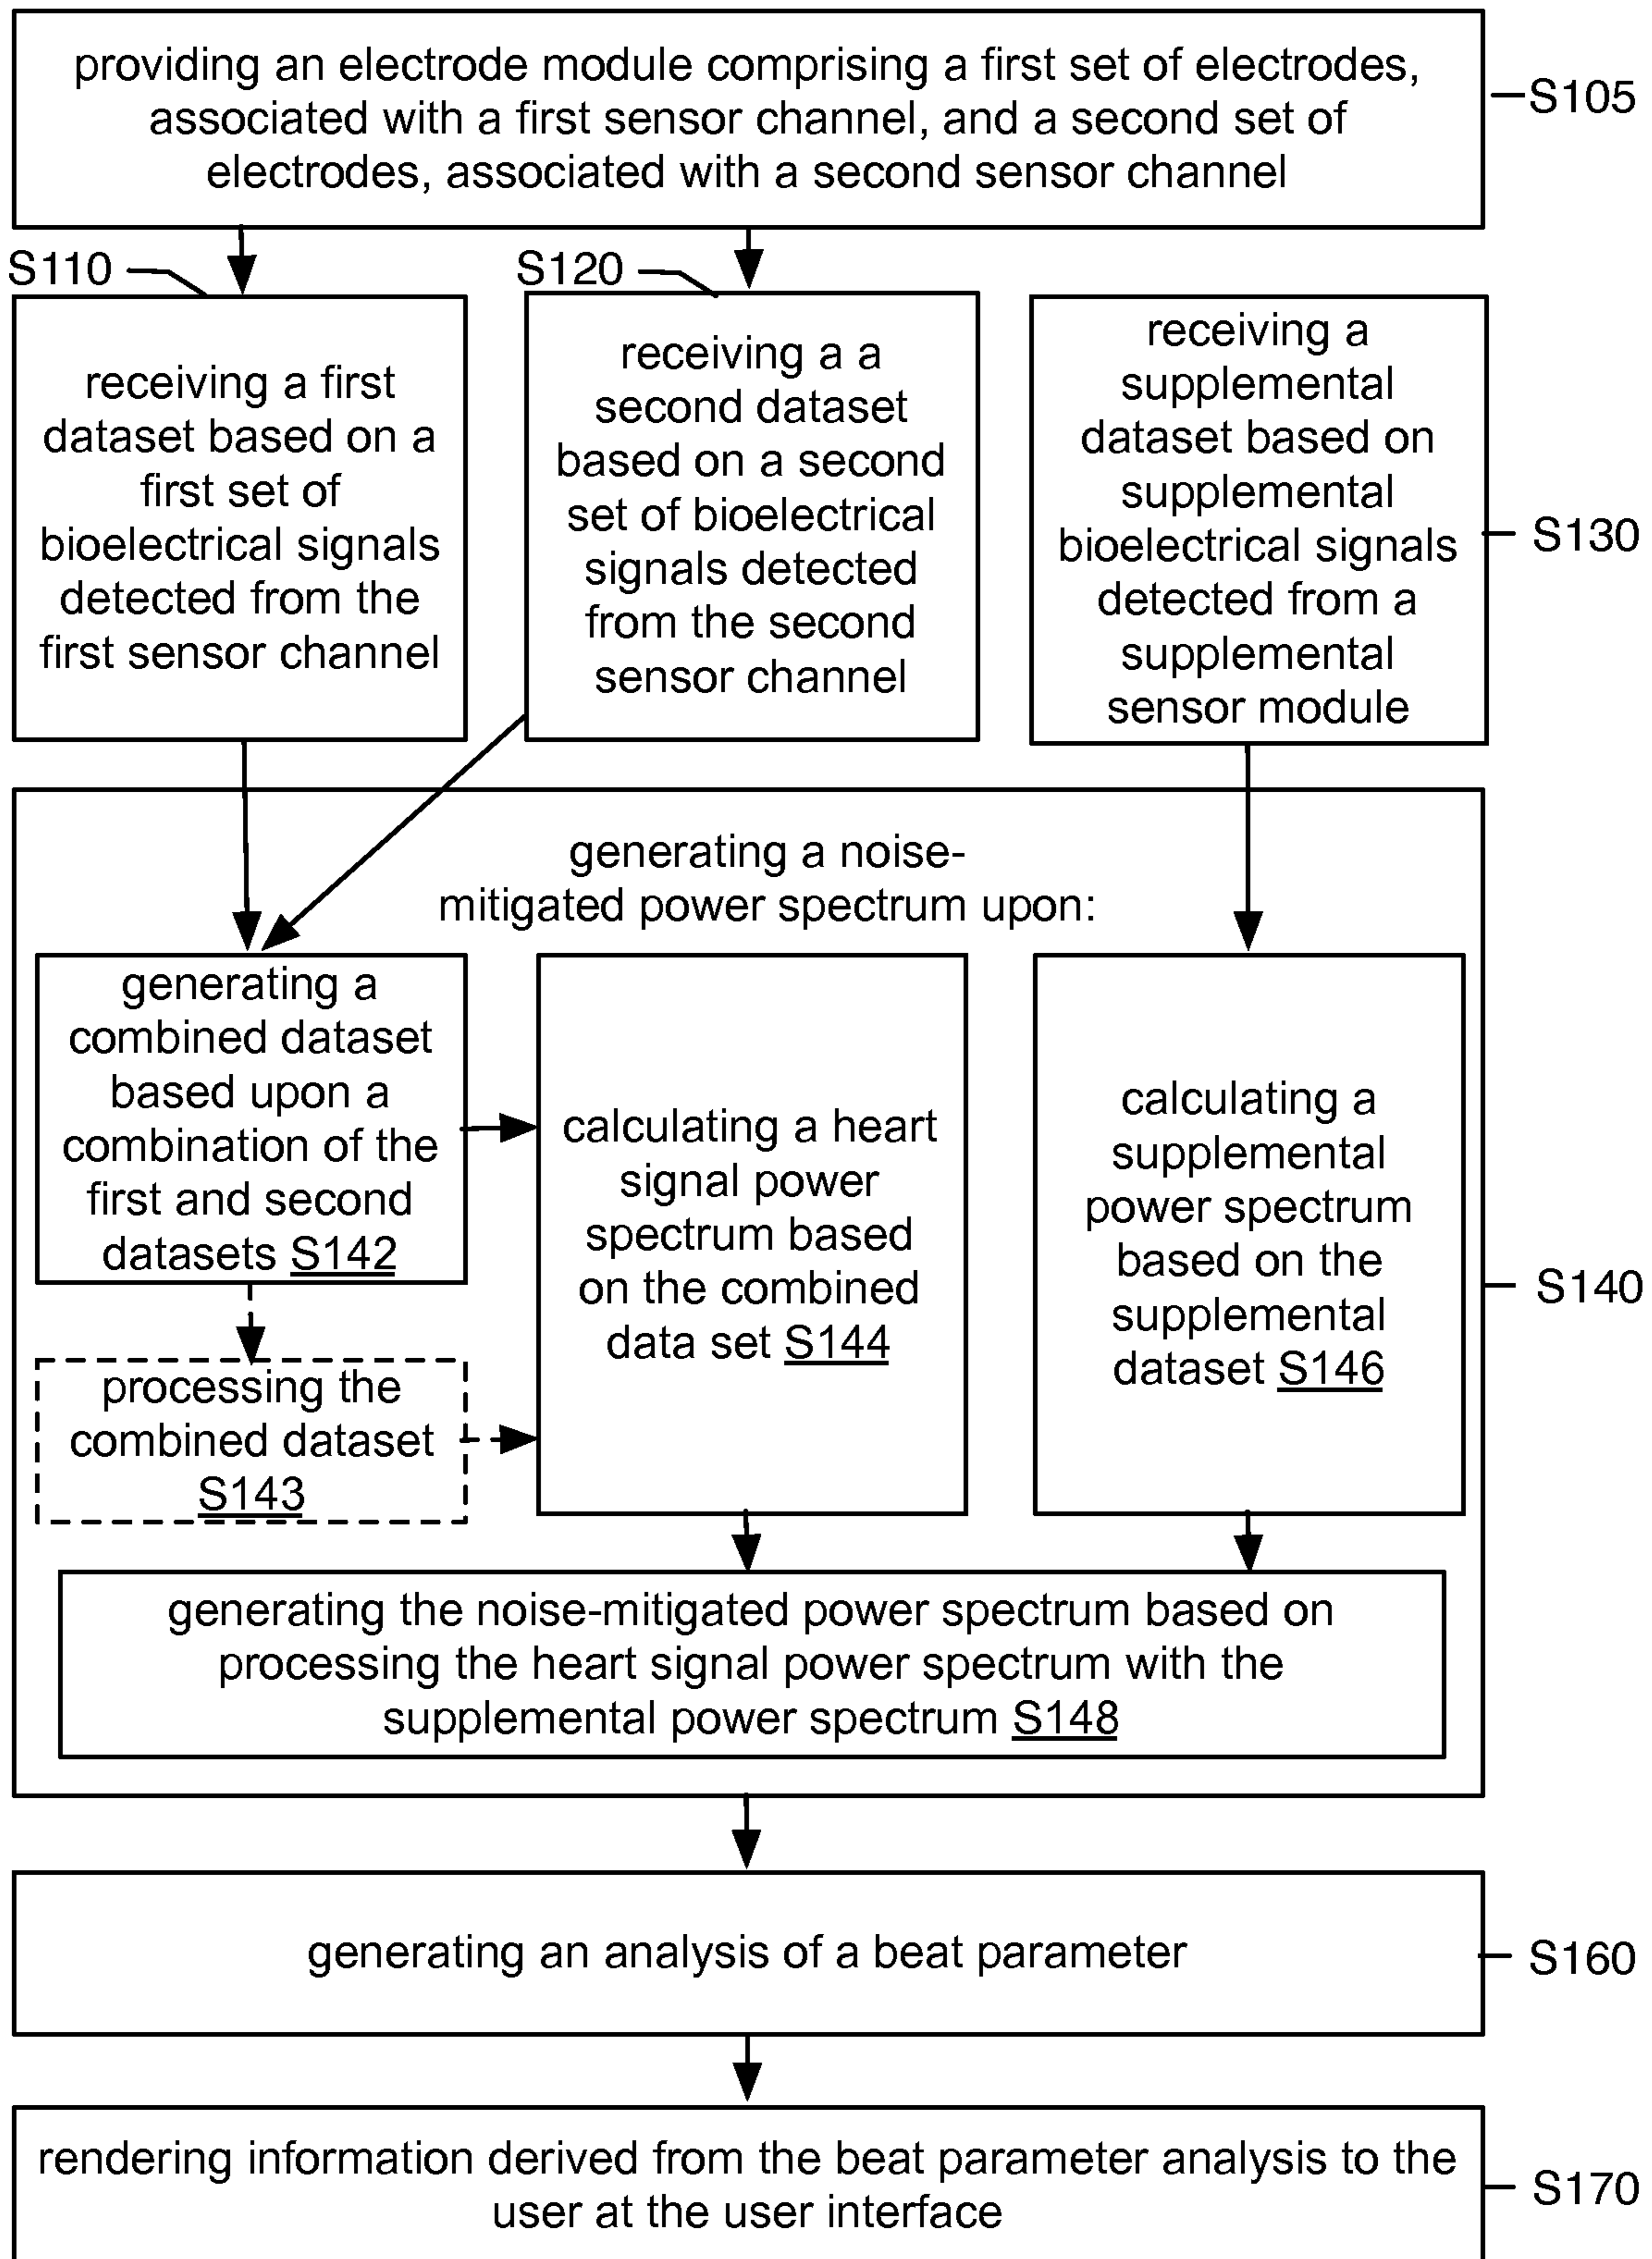 providing an electrode module comprising a first set of electrodes,
associated with a first sensor channel, and a second set of
electrodes, associated with a second sensor channel
S105
S110
receiving a first
dataset based on a
first set of
bioelectrical signals
detected from the
first sensor channel
S120
receiving a a
second dataset
based on a second
set of bioelectrical
signals detected
from the second
sensor channel
receiving a
supplemental
dataset based on
supplemental
bioelectrical signals
detected from a
supplemental
sensor module
S130
generating a noise-
mitigated power spectrum upon:
generating a
combined dataset
based upon a
combination of the
first and second
datasets S142
processing the
combined dataset
S143
calculating a heart
signal power
spectrum based
on the combined
data set S144
calculating a
supplemental
power spectrum
based on the
supplemental
dataset S146
S140
generating the noise-mitigated power spectrum based on
processing the heart signal power spectrum with the
supplemental power spectrum S148
generating an analysis of a beat parameter
S160
rendering information derived from the beat parameter analysis to the
user at the user interface
S170